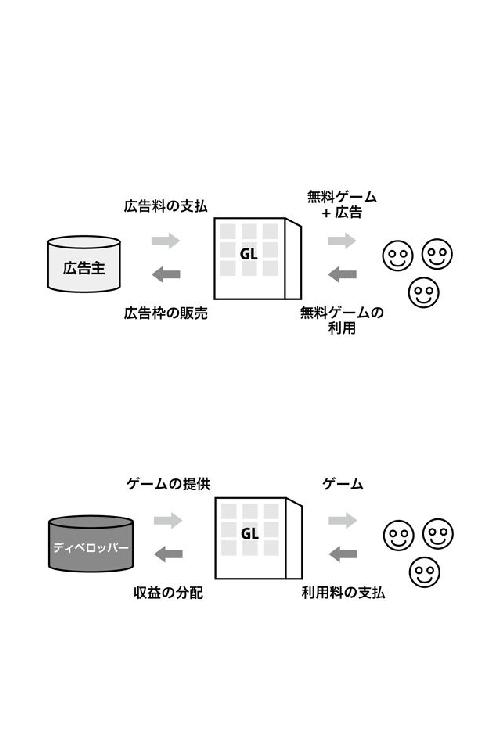 広告料の支払
無料ゲーム
+ 広告
広告主
GL
広告枠の販売
無料ゲームの
利用
ゲームの提供
ゲーム
ディベロッパー
GL
収益の分配
利用料の支払